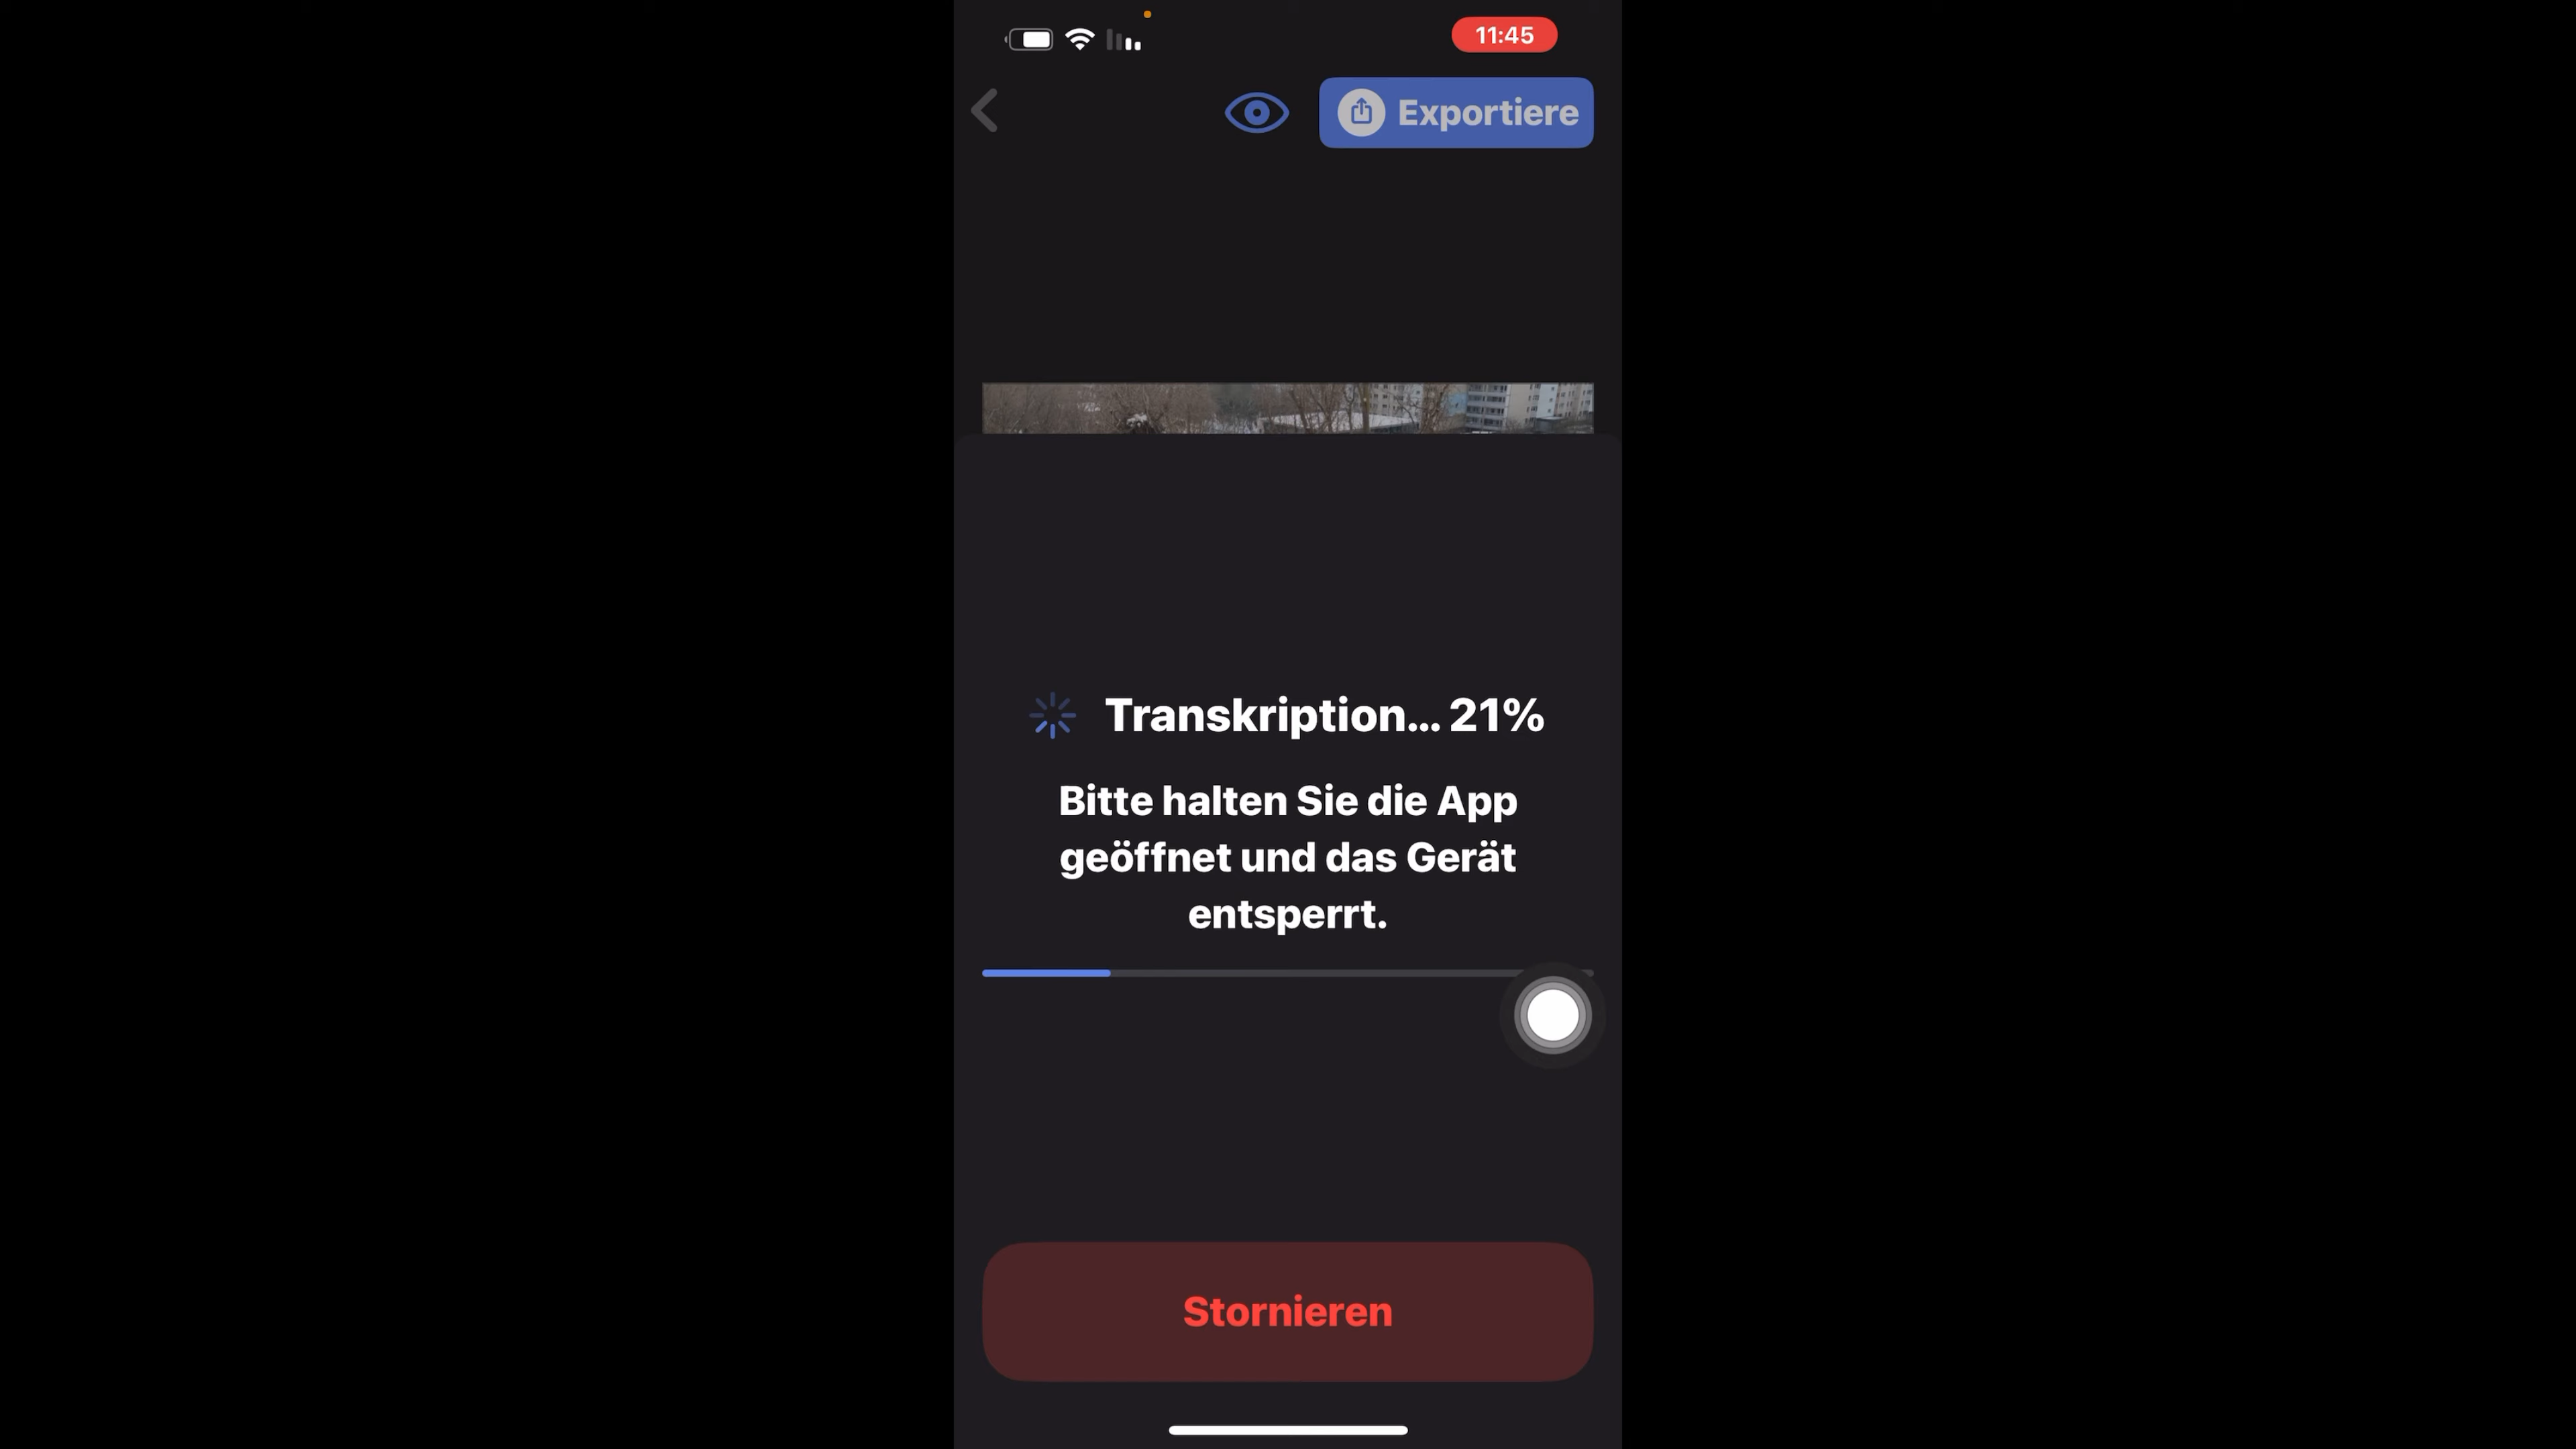 11:45
Exportiere
Transkription... 21%
Bitte halten Sie die App
geöffnet und das Gerät
entsperrt.
Stornieren